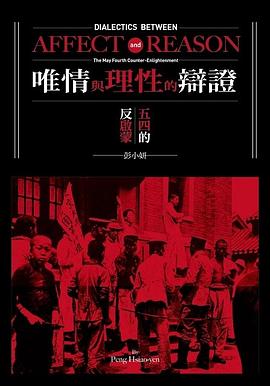 DIALECTICS BETWEEN
AFFECT and REASON
The May Fourth Counter-Enlightenment
唯情與理性的辯證
五四的
反啟蒙
彭小妍
By
Peng Hsiao-yen